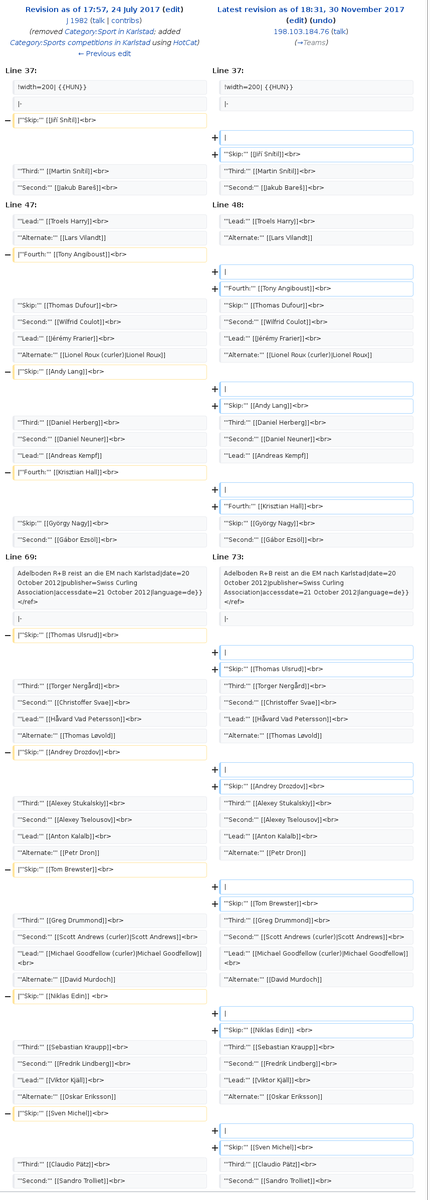 Revision as of 17:57, 24 July 2017 (edit)
J 1982 (talk | contribs)
(removed Category:Sport in Karlstad; added
Category:Sports competitions in Karlstad using HotCat)
← Previous edit
Latest revision as of 18:31, 30 November 2017
(edit) (undo)
198.103.184.76 (talk)
(→Teams)
Line 37:
Line 37:
!width=200| {{HUN}}
!width=200| {{HUN}}
|-
|-
− |'''Skip:''' [[Jiří Snítil]]<br>
+ |
+ '''Skip:''' [[Jiří Snítil]]<br>
'''Third:''' [[Martin Snítil]]<br>
'''Third:''' [[Martin Snítil]]<br>
'''Second:''' [[Jakub Bareš]]<br>
'''Second:''' [[Jakub Bareš]]<br>
Line 47:
Line 48:
'''Lead:''' [[Troels Harry]]<br>
'''Lead:''' [[Troels Harry]]<br>
'''Alternate:''' [[Lars Vilandt]]
'''Alternate:''' [[Lars Vilandt]]
− |'''Fourth:''' [[Tony Angiboust]]<br>
+ |
+ '''Fourth:''' [[Tony Angiboust]]<br>
'''Skip:''' [[Thomas Dufour]]<br>
'''Skip:''' [[Thomas Dufour]]<br>
'''Second:''' [[Wilfrid Coulot]]<br>
'''Second:''' [[Wilfrid Coulot]]<br>
'''Lead:''' [[Jérémy Frarier]]<br>
'''Lead:''' [[Jérémy Frarier]]<br>
'''Alternate:''' [[Lionel Roux (curler)|Lionel Roux]]
'''Alternate:''' [[Lionel Roux (curler)|Lionel Roux]]
− |'''Skip:''' [[Andy Lang]]<br>
+ |
+ '''Skip:''' [[Andy Lang]]<br>
'''Third:''' [[Daniel Herberg]]<br>
'''Third:''' [[Daniel Herberg]]<br>
'''Second:''' [[Daniel Neuner]]<br>
'''Second:''' [[Daniel Neuner]]<br>
'''Lead:''' [[Andreas Kempf]]<br>
'''Lead:''' [[Andreas Kempf]]<br>
− |'''Fourth:''' [[Krisztian Hall]]<br>
+ |
+ '''Fourth:''' [[Krisztian Hall]]<br>
'''Skip:''' [[György Nagy]]<br>
'''Skip:''' [[György Nagy]]<br>
'''Second:''' [[Gábor Ezsöl]]<br>
'''Second:''' [[Gábor Ezsöl]]<br>
Line 69:
Line 73:
Adelboden R+B reist an die EM nach Karlstad|date=20
October 2012|publisher=Swiss Curling
Association|accessdate=21 October 2012|language=de}}
</ref>
Adelboden R+B reist an die EM nach Karlstad|date=20
October 2012|publisher=Swiss Curling
Association|accessdate=21 October 2012|language=de}}
</ref>
|-
|-
− |'''Skip:''' [[Thomas Ulsrud]]<br>
+ |
+ '''Skip:''' [[Thomas Ulsrud]]<br>
'''Third:''' [[Torger Nergård]]<br>
'''Third:''' [[Torger Nergård]]<br>
'''Second:''' [[Christoffer Svae]]<br>
'''Second:''' [[Christoffer Svae]]<br>
'''Lead:''' [[Håvard Vad Petersson]]<br>
'''Lead:''' [[Håvard Vad Petersson]]<br>
'''Alternate:''' [[Thomas Løvold]]
'''Alternate:''' [[Thomas Løvold]]
− |'''Skip:''' [[Andrey Drozdov]]<br>
+ |
+ '''Skip:''' [[Andrey Drozdov]]<br>
'''Third:''' [[Alexey Stukalskiy]]<br>
'''Third:''' [[Alexey Stukalskiy]]<br>
'''Second:''' [[Alexey Tselousov]]<br>
'''Second:''' [[Alexey Tselousov]]<br>
'''Lead:''' [[Anton Kalalb]]<br>
'''Lead:''' [[Anton Kalalb]]<br>
'''Alternate:''' [[Petr Dron]]
'''Alternate:''' [[Petr Dron]]
− |'''Skip:''' [[Tom Brewster]]<br>
+ |
+ '''Skip:''' [[Tom Brewster]]<br>
'''Third:''' [[Greg Drummond]]<br>
'''Third:''' [[Greg Drummond]]<br>
'''Second:''' [[Scott Andrews (curler)|Scott Andrews]]<br>
'''Second:''' [[Scott Andrews (curler)|Scott Andrews]]<br>
'''Lead:''' [[Michael Goodfellow (curler)|Michael Goodfellow]]
<br>
'''Lead:''' [[Michael Goodfellow (curler)|Michael Goodfellow]]
<br>
'''Alternate:''' [[David Murdoch]]
'''Alternate:''' [[David Murdoch]]
− |'''Skip:''' [[Niklas Edin]] <br>
+ |
+ '''Skip:''' [[Niklas Edin]] <br>
'''Third:''' [[Sebastian Kraupp]]<br>
'''Third:''' [[Sebastian Kraupp]]<br>
'''Second:''' [[Fredrik Lindberg]]<br>
'''Second:''' [[Fredrik Lindberg]]<br>
'''Lead:''' [[Viktor Kjäll]]<br>
'''Lead:''' [[Viktor Kjäll]]<br>
'''Alternate:''' [[Oskar Eriksson]]
'''Alternate:''' [[Oskar Eriksson]]
− |'''Skip:''' [[Sven Michel]]<br>
+ |
+ '''Skip:''' [[Sven Michel]]<br>
'''Third:''' [[Claudio Pätz]]<br>
'''Third:''' [[Claudio Pätz]]<br>
'''Second:''' [[Sandro Trolliet]]<br>
'''Second:''' [[Sandro Trolliet]]<br>